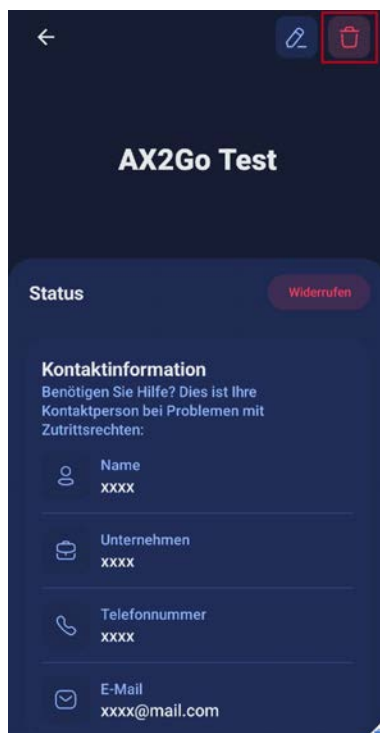 AX2Go Test
Status
Widerrufen
Kontaktinformation
Benötigen Sie Hilfe? Dies ist Ihre
Kontaktperson bei Problemen mit
Zutrittsrechten:
Name
xxxx
Unternehmen
xxxx
Telefonnummer
xxxx
E-Mail
xxxx@mail.com